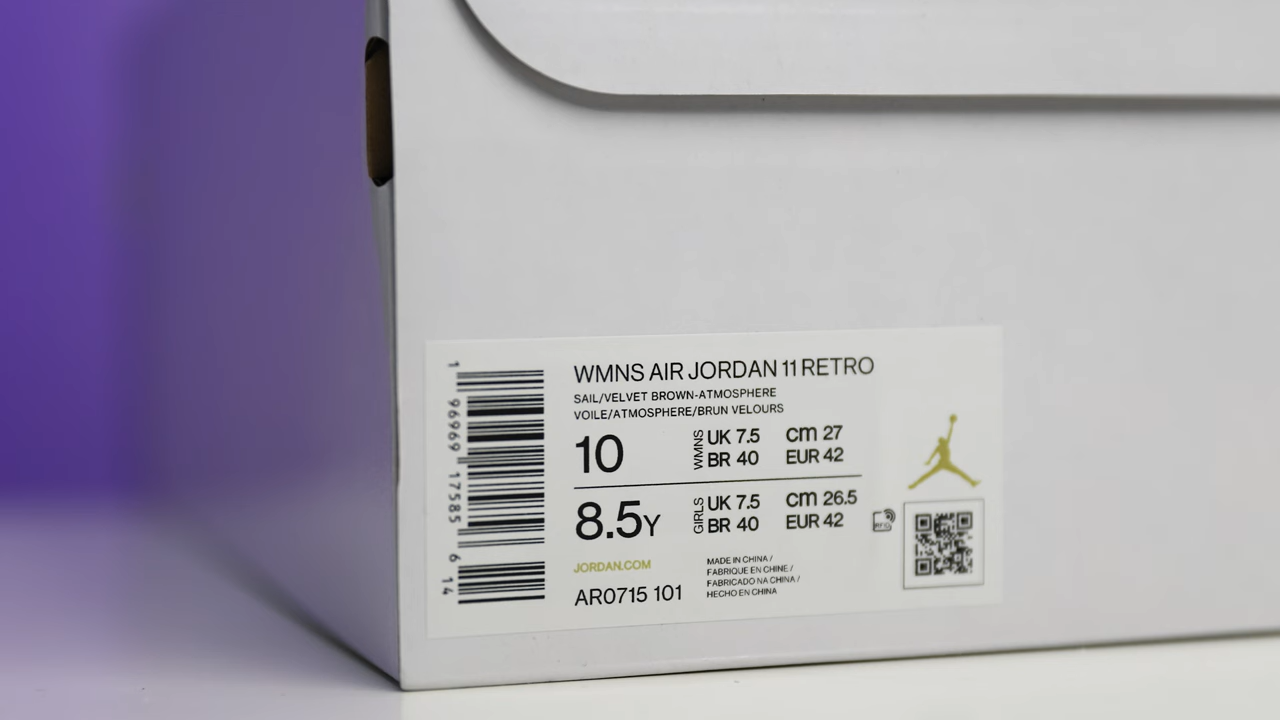 1 96969 17585 6 14
WMNS AIR JORDAN 11 RETRO
SAIL/VELVET BROWN-ATMOSPHERE
VOILE/ATMOSPHERE/BRUN VELOURS
10 WMNS UK 7.5 cm 27
BR 40 EUR 42
8.5Y GIRLS UK 7.5 cm 26.5
BR 40 EUR 42
RFID
JORDAN.COM
AR0715 101
MADE IN CHINA /
FABRIQUE EN CHINE /
FABRICADO NA CHINA /
HECHO EN CHINA